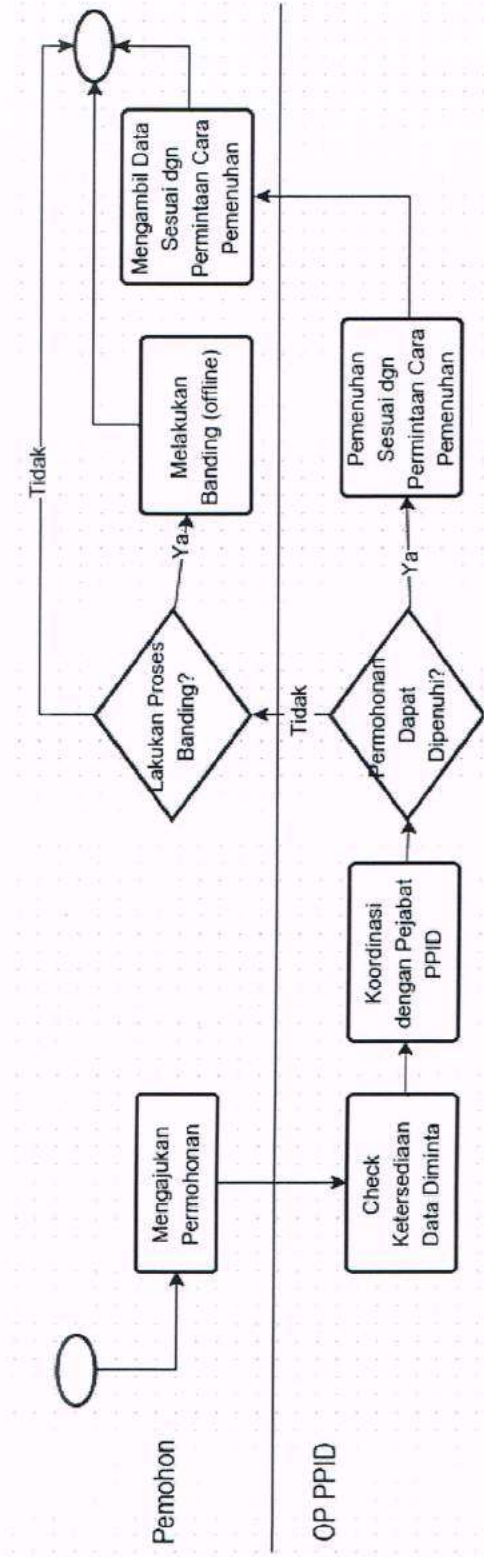 Pemohon
Mengajukan
Permohonan
Lakukan Proses
Banding?
Tidak
Ya
Melakukan
Banding (offline)
Mengambil Data
Sesuai dgn
Permintaan Cara
Pemenuhan
OP PPID
Check
Ketersediaan
Data Diminta
Koordinasi
dengan Pejabat
PPID
Permohonan
Dapat
Dipenuhi?
Tidak
Ya
Pemenuhan
Sesuai dgn
Permintaan Cara
Pemenuhan